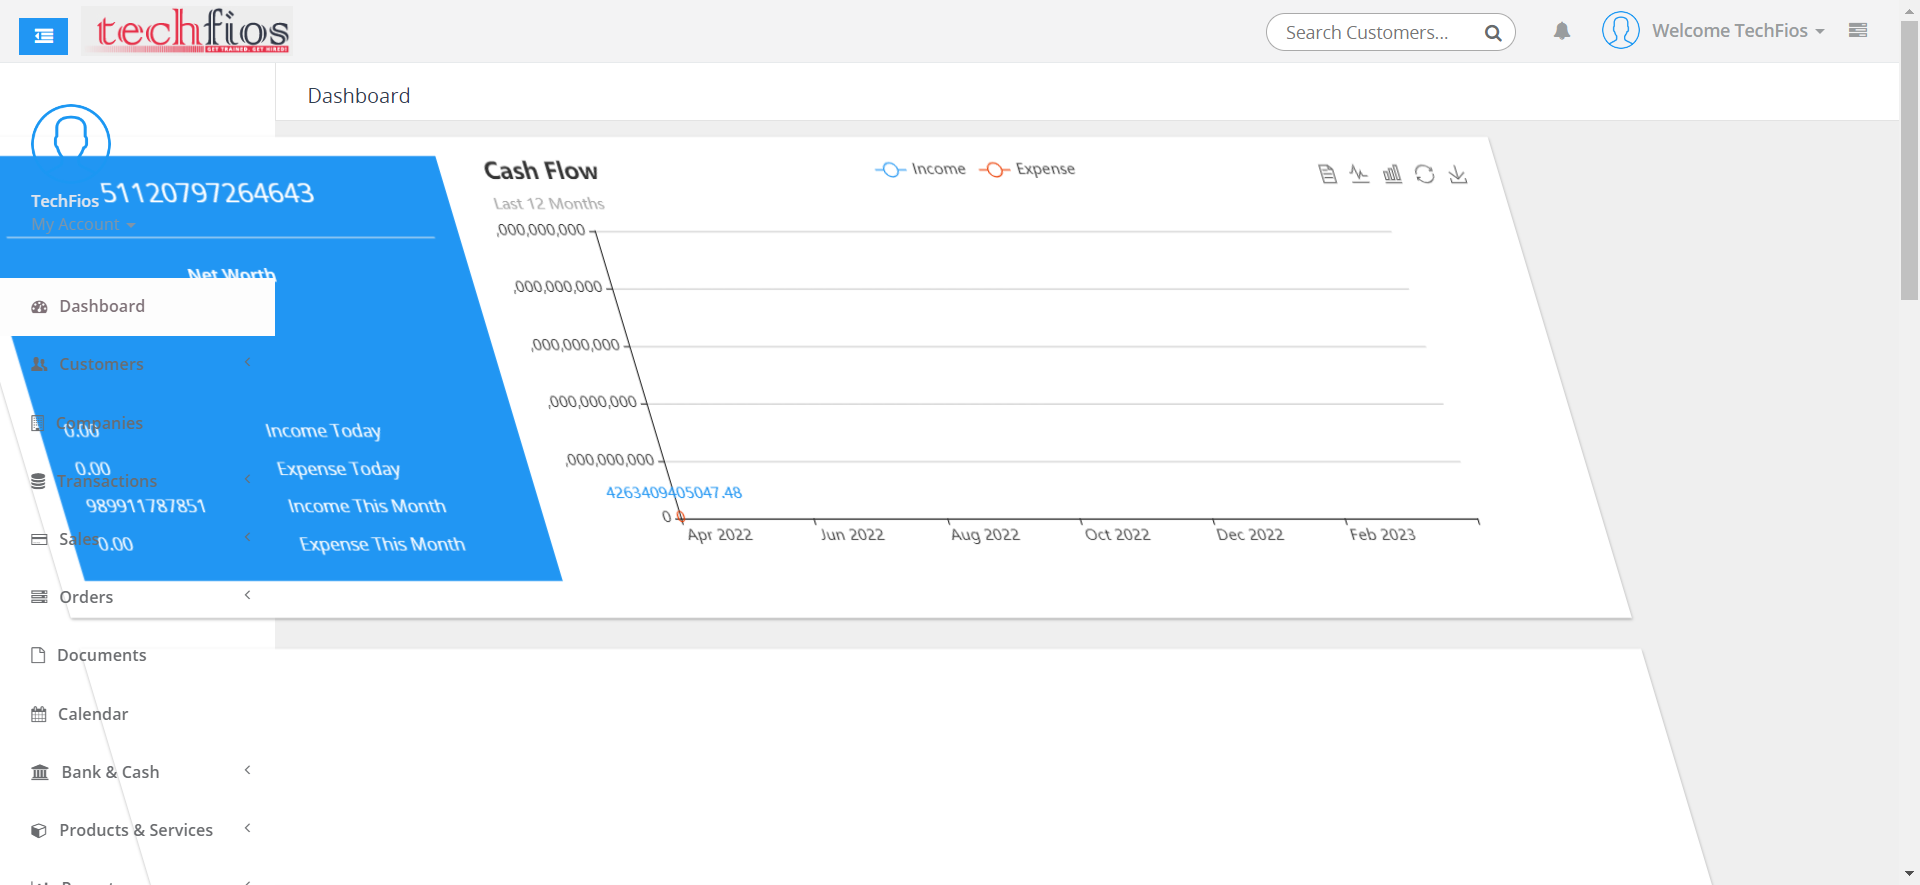 techfios
GET TRAINED. GET HIRED!
Search Customers...
Welcome TechFios
Dashboard
TechFios
My Account
51120797264643
Net Worth
Dashboard
Customers
Companies
Transactions
Sales
Orders
Documents
Calendar
Bank & Cash
Products & Services
0.00 Income Today
0.00 Expense Today
989911787851 Income This Month
0.00 Expense This Month
Cash Flow
Last 12 Months
Income Expense
,000,000,000
,000,000,000
,000,000,000
,000,000,000
,000,000,000
4263409405047.48
0 0
Apr 2022 Jun 2022 Aug 2022 Oct 2022 Dec 2022 Feb 2023